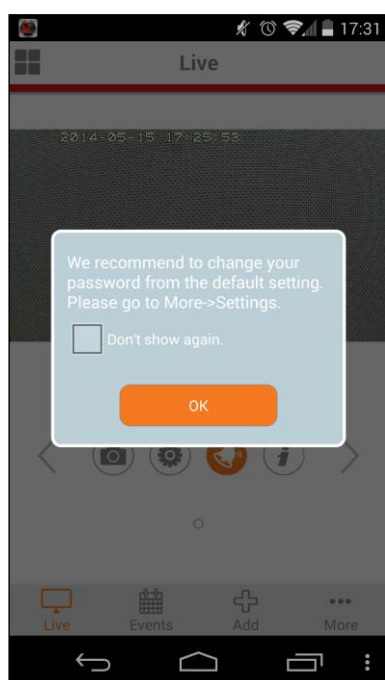 17:31
Live
2014-05-15 17:25:53
We recommend to change your
password from the default setting.
Please go to More->Settings.
Don't show again.
OK
i
Live Events Add More